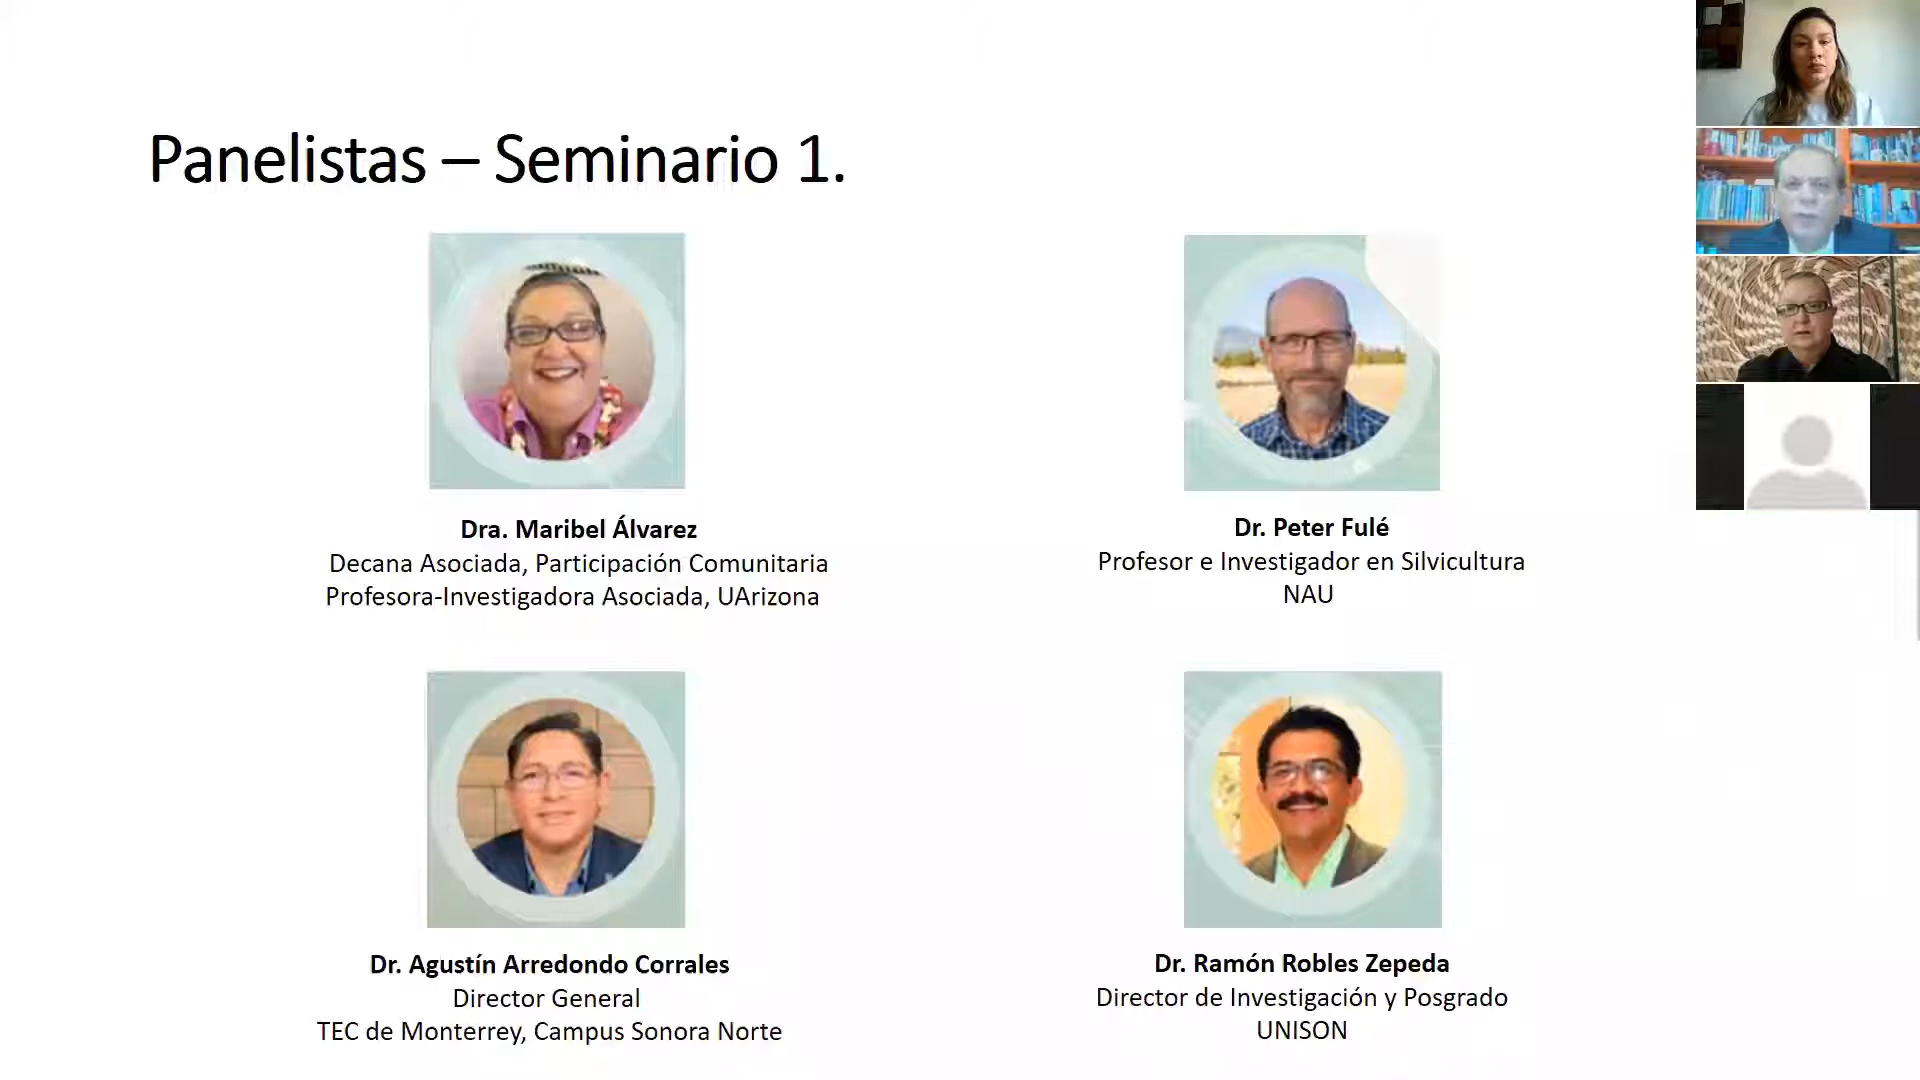 Panelistas – Seminario 1.
Dra. Maribel Álvarez
Decana Asociada, Participación Comunitaria
Profesora-Investigadora Asociada, UArizona
Dr. Peter Fulé
Profesor e Investigador en Silvicultura
NAU
Dr. Agustín Arredondo Corrales
Director General
TEC de Monterrey, Campus Sonora Norte
Dr. Ramón Robles Zepeda
Director de Investigación y Posgrado
UNISON